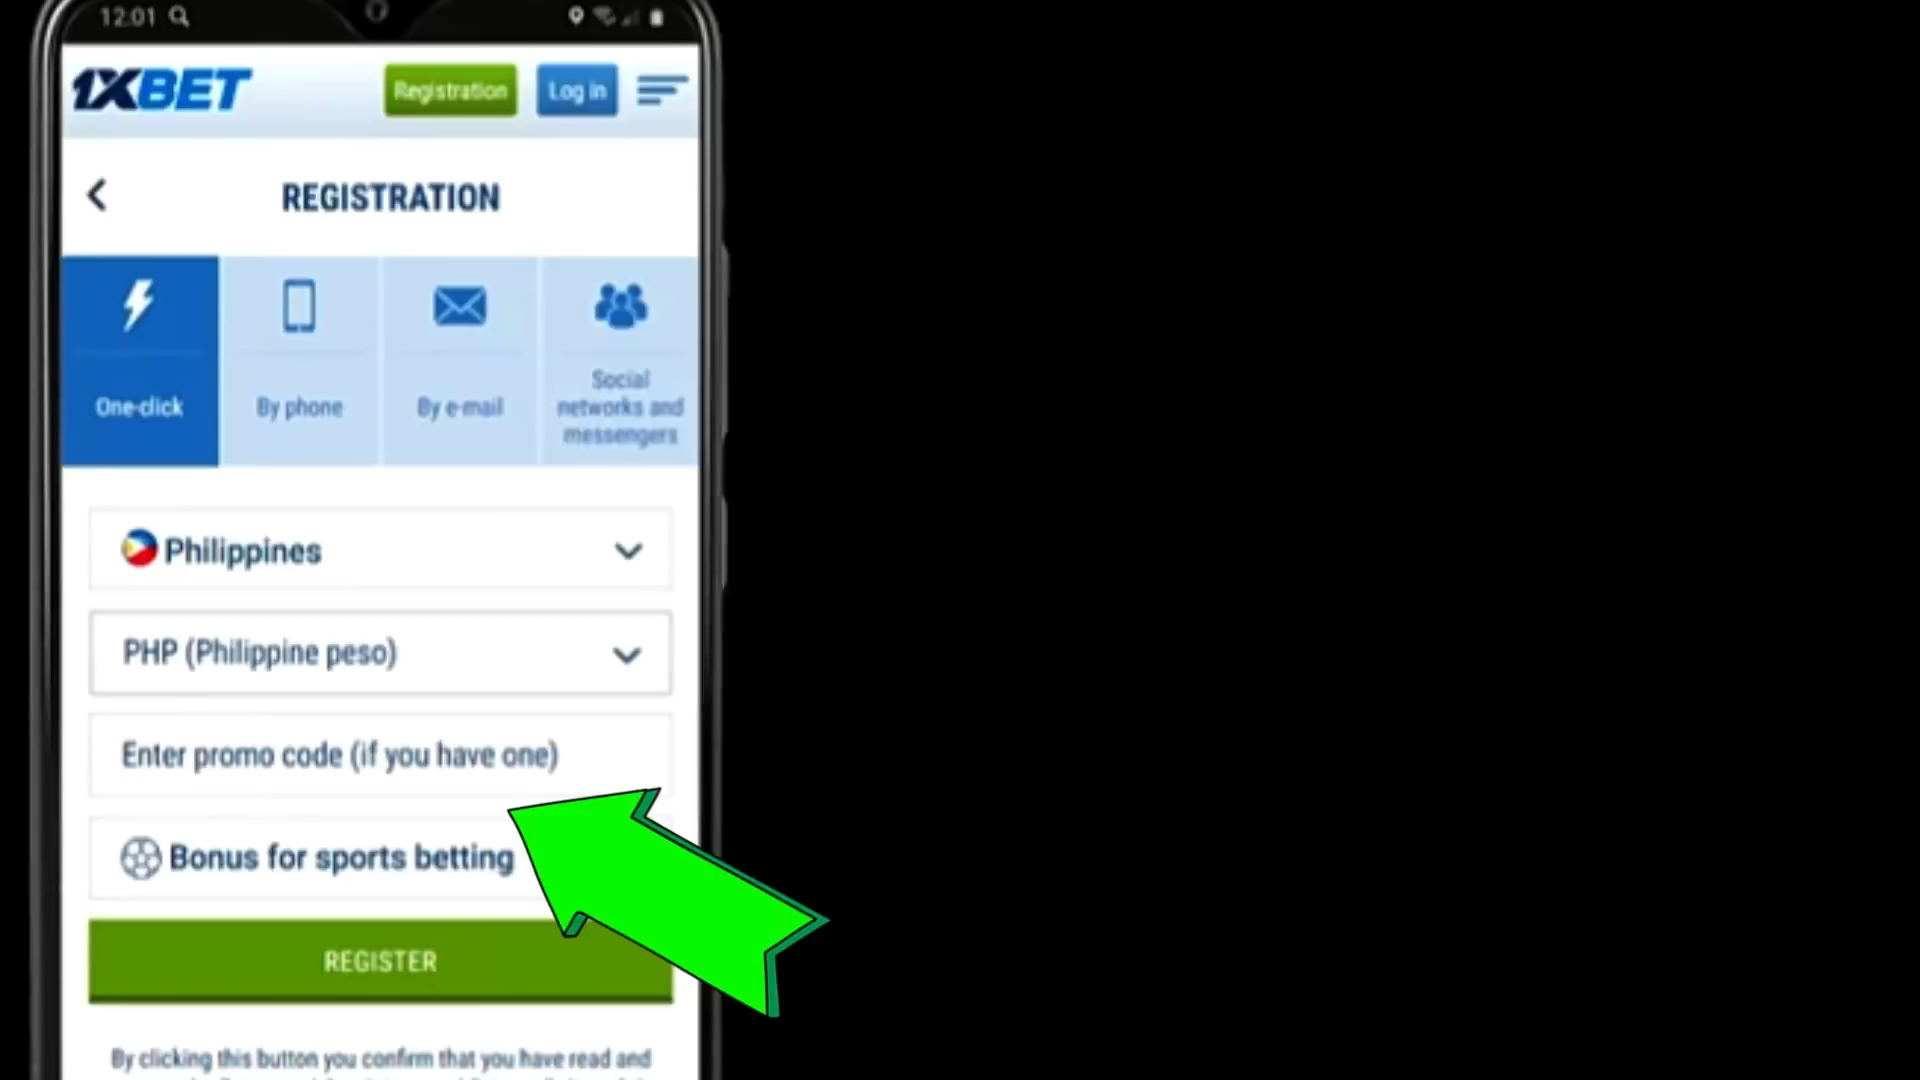 12:01
1XBET
Registration
Log in
REGISTRATION
One-click
By phone
By e-mail
Social
networks and
messengers
Philippines
PHP (Philippine peso)
Enter promo code (if you have one)
Bonus for sports betting
REGISTER
By clicking this button you confirm that you have read and